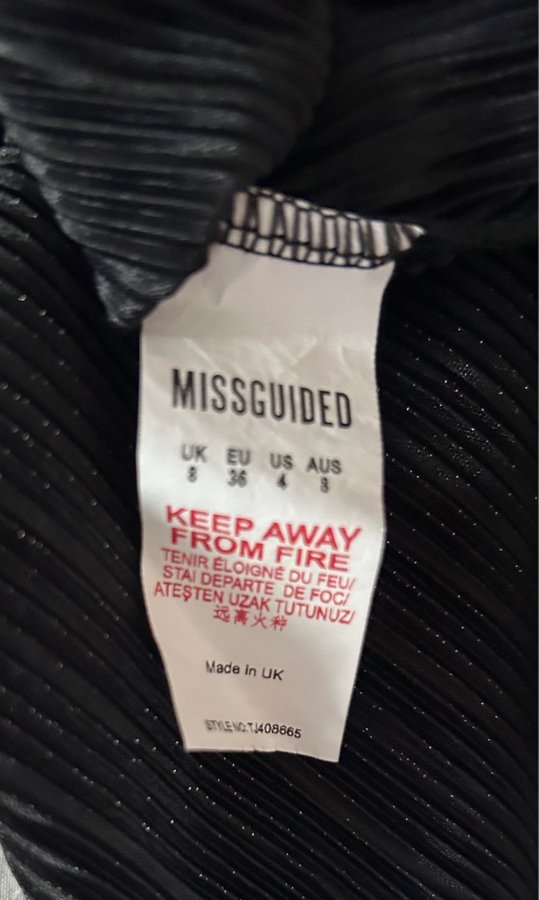 MISSGUIDED
UK EU US AUS
8 36 4 8
KEEP AWAY
FROM FIRE
TENIR ÉLOIGNÉ DU FEU/
STAI DEPARTE DE FOC/
ATEŞTEN UZAK TUTUNUZ/
远离火种
Made in UK
STYLE NO:TJ408665